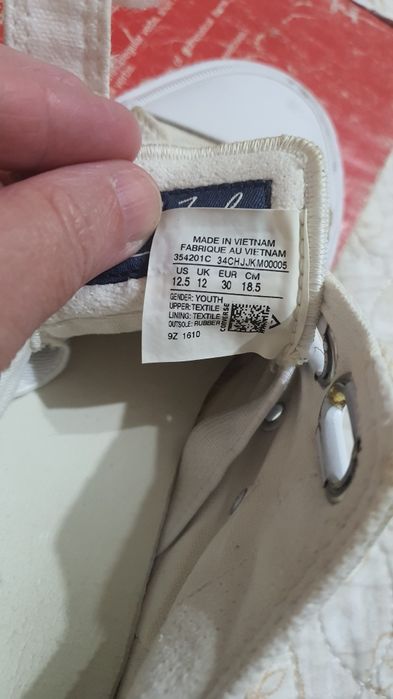 MADE IN VIETNAM
FABRIQUE AU VIETNAM
354201C 34CHJJKM00005
US UK EUR CM
12.5 12 30 18.5
GENDER: YOUTH
UPPER: TEXTILE
LINING: TEXTILE
OUTSOLE: RUBBER
CONVERSE
9Z 1610